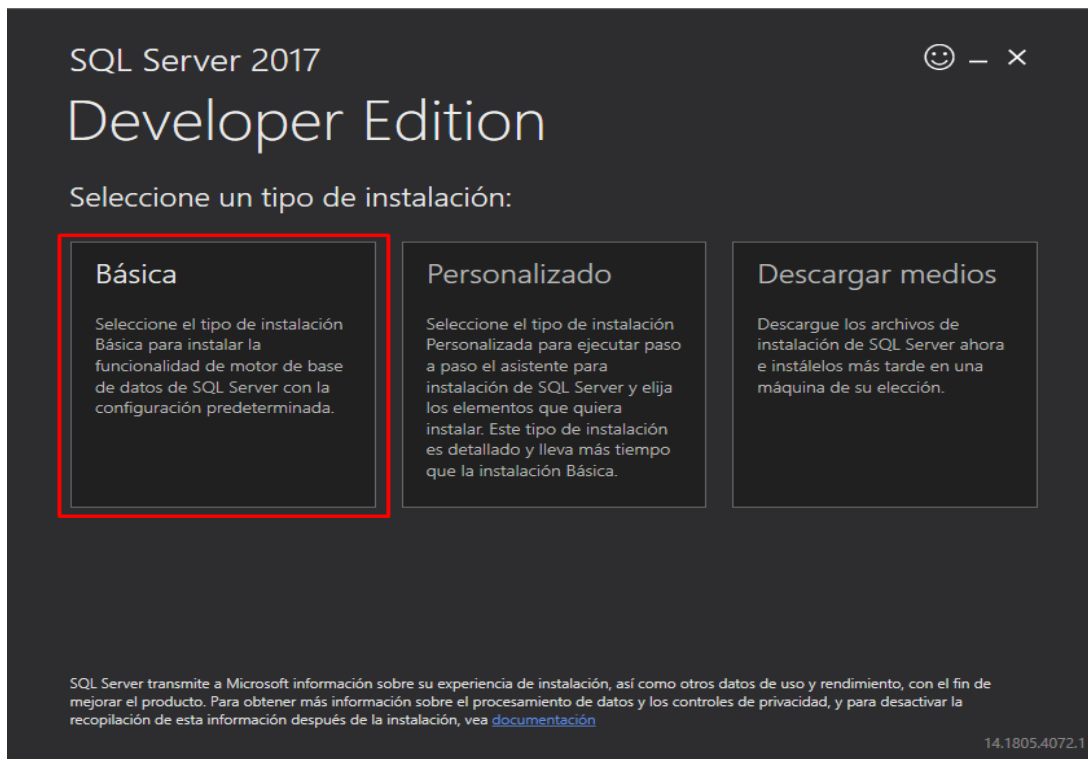 SQL Server 2017
Developer Edition
Seleccione un tipo de instalación:
Básica
Seleccione el tipo de instalación
Básica para instalar la
funcionalidad de motor de base
de datos de SQL Server con la
configuración predeterminada.
Personalizado
Seleccione el tipo de instalación
Personalizada para ejecutar paso
a paso el asistente para
instalación de SQL Server y elija
los elementos que quiera
instalar. Este tipo de instalación
es detallado y lleva más tiempo
que la instalación Básica.
Descargar medios
Descargue los archivos de
instalación de SQL Server ahora
e instálelos más tarde en una
máquina de su elección.
SQL Server transmite a Microsoft información sobre su experiencia de instalación, así como otros datos de uso y rendimiento, con el fin de
mejorar el producto. Para obtener más información sobre el procesamiento de datos y los controles de privacidad, y para desactivar la
recopilación de esta información después de la instalación, vea documentación
14.1805.4072.1